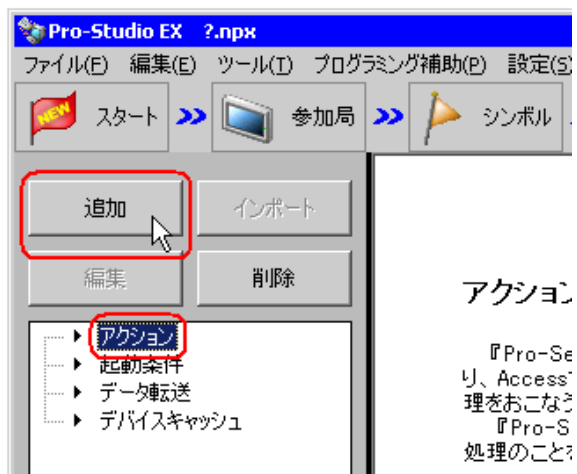 Pro-Studio EX ?.npx
ファイル(F) 編集(E) ツール(T) プログラミング補助(P) 設定(S)
NEW スタート 参加局 シンボル
追加 インポート
編集 削除
アクション
起動条件
データ転送
デバイスキャッシュ
アクション
『Pro-Se
り、Access
理をおこなう
『Pro-S
処理のことを